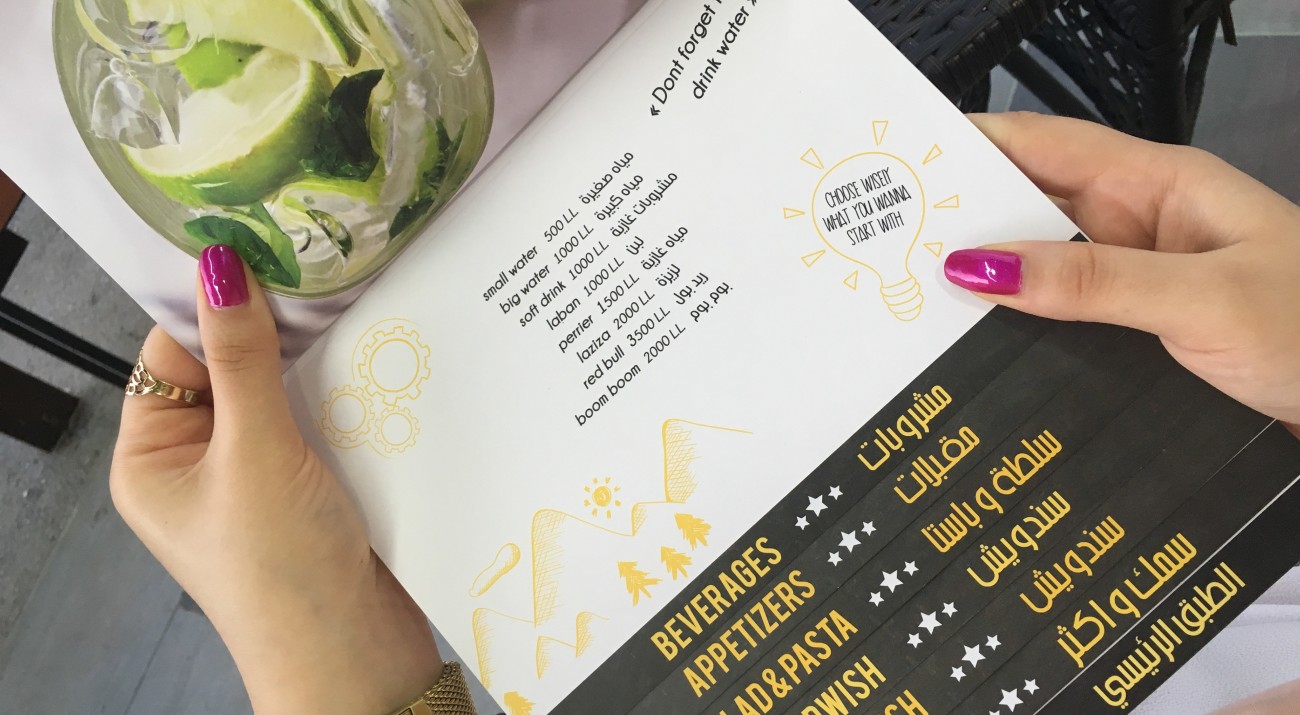 « Dont forget
drink water »
small water 500 LL مياه صغيرة
big water 1000 LL مياه كبيرة
soft drink 1000 LL مشروبات غازية
laban 1000 LL لبن
perrier 1500 LL مياه غازية
laziza 2000 LL لزيزة
red bull 3500 LL ريد بول
boom boom 2000 LL بوم بوم
CHOOSE WISELY
WHAT YOU WANNA
START WITH
BEVERAGES مشروبات
APPETIZERS مقبلات
LAD & PASTA سلطة و باستا
DWISH سندويش
CH سندويش
سمك و اكثر
الطبق الرئيسي